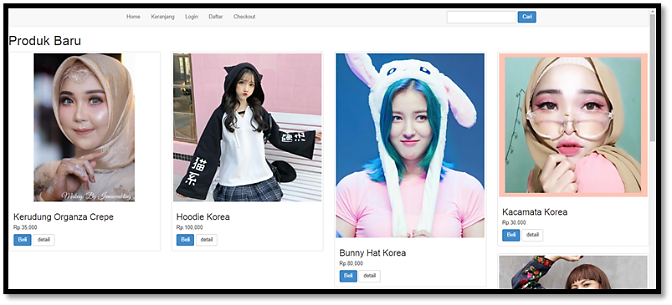 Home Keranjang Login Daftar Checkout Cari
Produk Baru
Kerudung Organza Crepe
Rp 35,000
Beli detail
猫系
Hoodie Korea
Rp 100,000
Beli detail
Bunny Hat Korea
Rp 80,000
Beli detail
Kacamata Korea
Rp 30,000
Beli detail